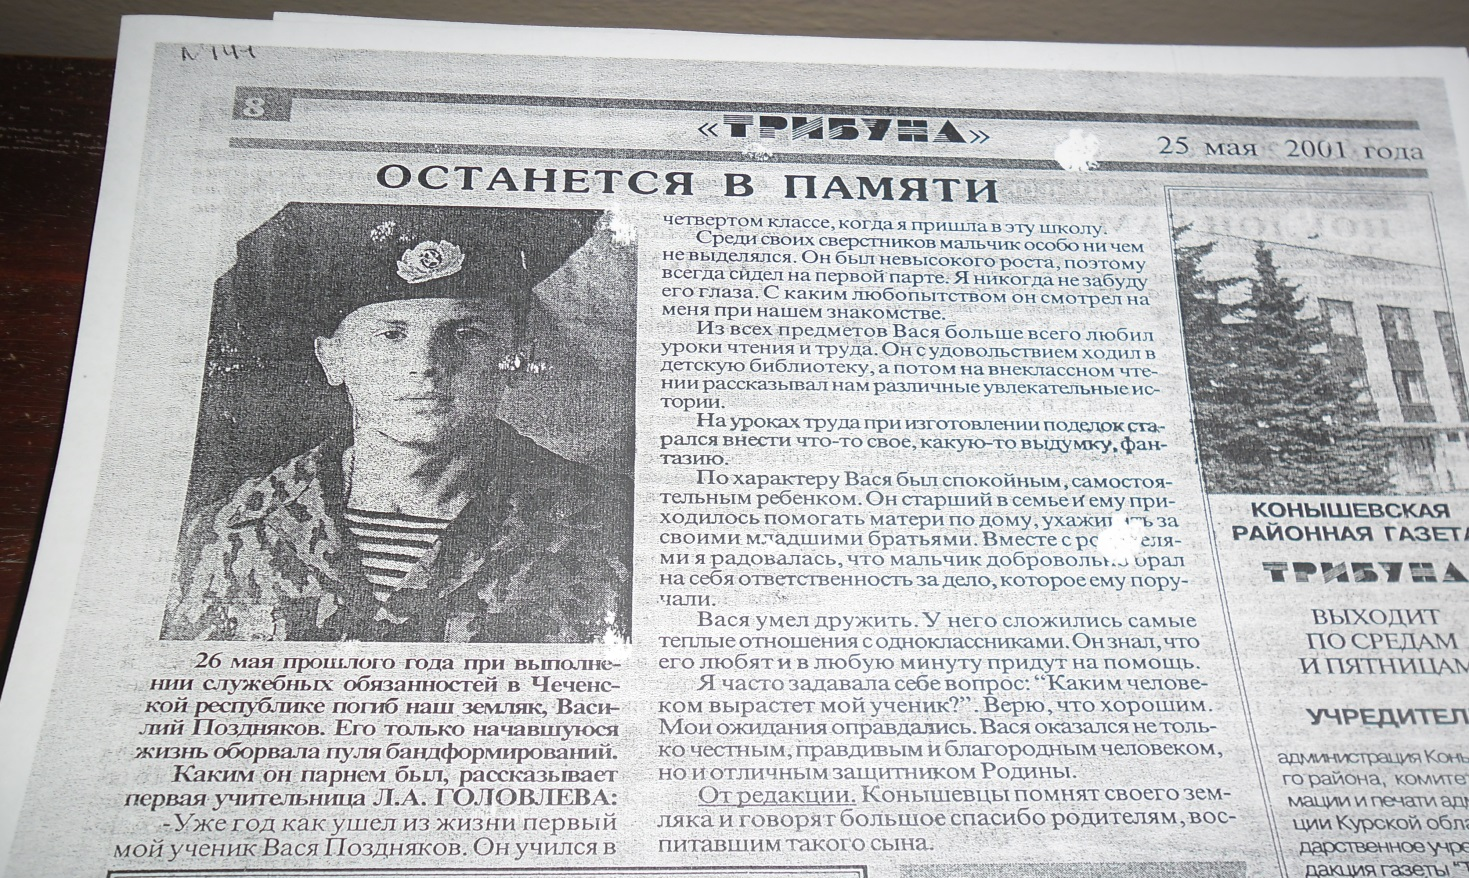 N 141
8
«ТРИБУНА»
25 мая 2001 года
ОСТАНЕТСЯ В ПАМЯТИ
26 мая прошлого года при выполне-
нии служебных обязанностей в Чеченс-
кой республике погиб наш земляк, Васи-
лий Поздняков. Его только начавшуюся
жизнь оборвала пуля бандформирований.
Каким он парнем был, рассказывает
первая учительница Л.А. ГОЛОВЛЕВА:
-Уже год как ушел из жизни первый
мой ученик Вася Поздняков. Он учился в
четвертом классе, когда я пришла в эту школу.
Среди своих сверстников мальчик особо ни чем
не выделялся. Он был невысокого роста, поэтому
всегда сидел на первой парте. Я никогда не забуду
его глаза. С каким любопытством он смотрел на
меня при нашем знакомстве.
Из всех предметов Вася больше всего любил
уроки чтения и труда. Он с удовольствием ходил в
детскую библиотеку, а потом на внеклассном чте-
нии рассказывал нам различные увлекательные ис-
тории.
На уроках труда при изготовлении поделок ста-
рался внести что-то свое, какую-то выдумку, фан-
тазию.
По характеру Вася был спокойным, самостоя-
тельным ребенком. Он старший в семье и ему при-
ходилось помогать матери по дому, за
своими младшими братьями. Вместе с
ми я радовалась, что мальчик брал
на себя ответственность за дело, которое ему пору-
чали.
Вася умел дружить. У него сложились самые
теплые отношения с одноклассниками. Он знал, что
его любят и в любую минуту придут на помощь.
Я часто задавала себе вопрос: "Каким челове-
ком вырастет мой ученик?". Верю, что хорошим.
Мои ожидания оправдались. Вася оказался не толь-
ко честным, правдивым и благородным человеком,
но и отличным защитником Родины.
От редакции. Конышевцы помнят своего зем-
ляка и говорят большое спасибо родителям, вос-
питавшим такого сына.
КОНЫШЕВСКАЯ
РАЙОННАЯ ГАЗЕТА
ТРИБУНА
ВЫХОДИТ
ПО СРЕДАМ
И ПЯТНИЦАМ
УЧРЕДИТЕЛ
администрация Коны
го района, комитет
мации и печати адм
ции Курской обла
дарственное учре
дакция газеты "Т